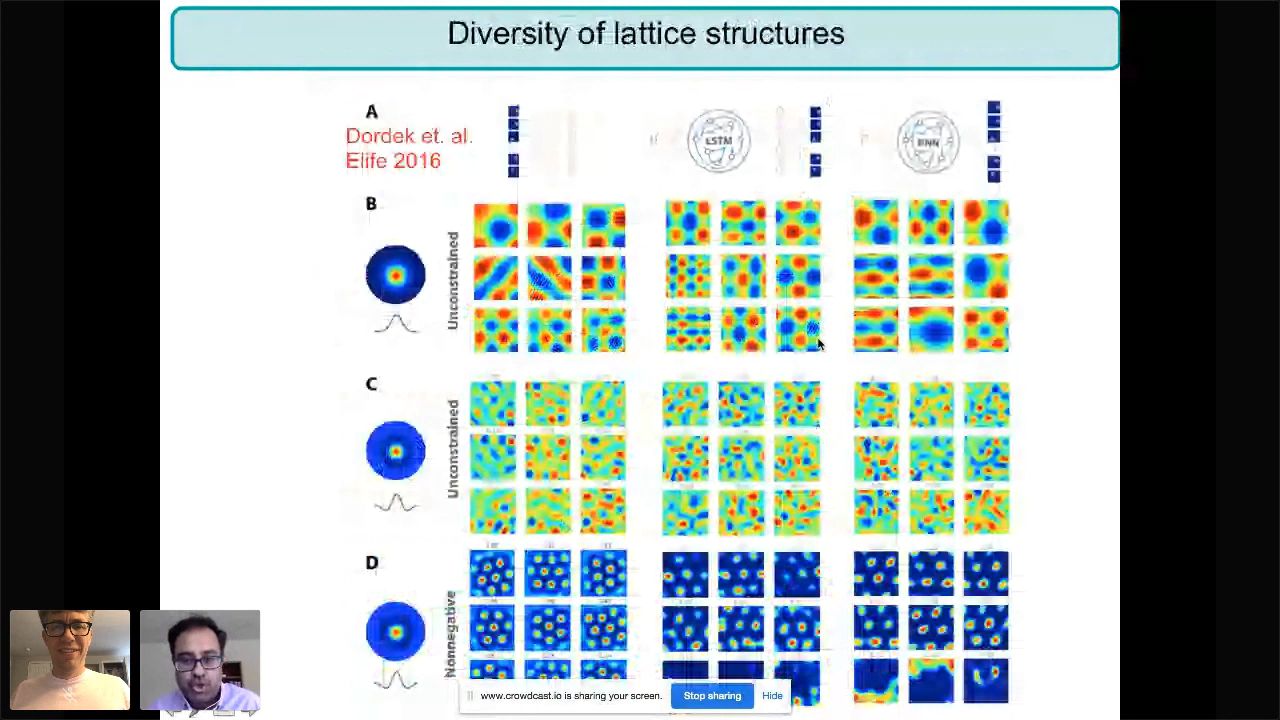 Diversity of lattice structures
A
Dordek et. al.
Elife 2016
LSTM
RNN
B
Unconstrained
C
Unconstrained
D
Nonnegative
www.crowdcast.io is sharing your screen.
Stop sharing
Hide